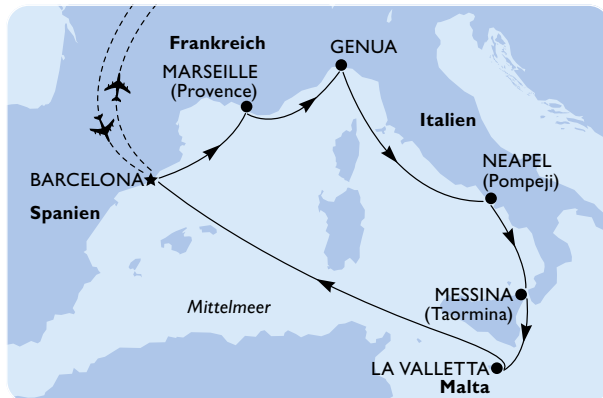 Frankreich
MARSEILLE
(Provence)
GENUA
Italien
NEAPEL
(Pompeji)
BARCELONA
Spanien
Mittelmeer
MESSINA
(Taormina)
LA VALLETTA
Malta